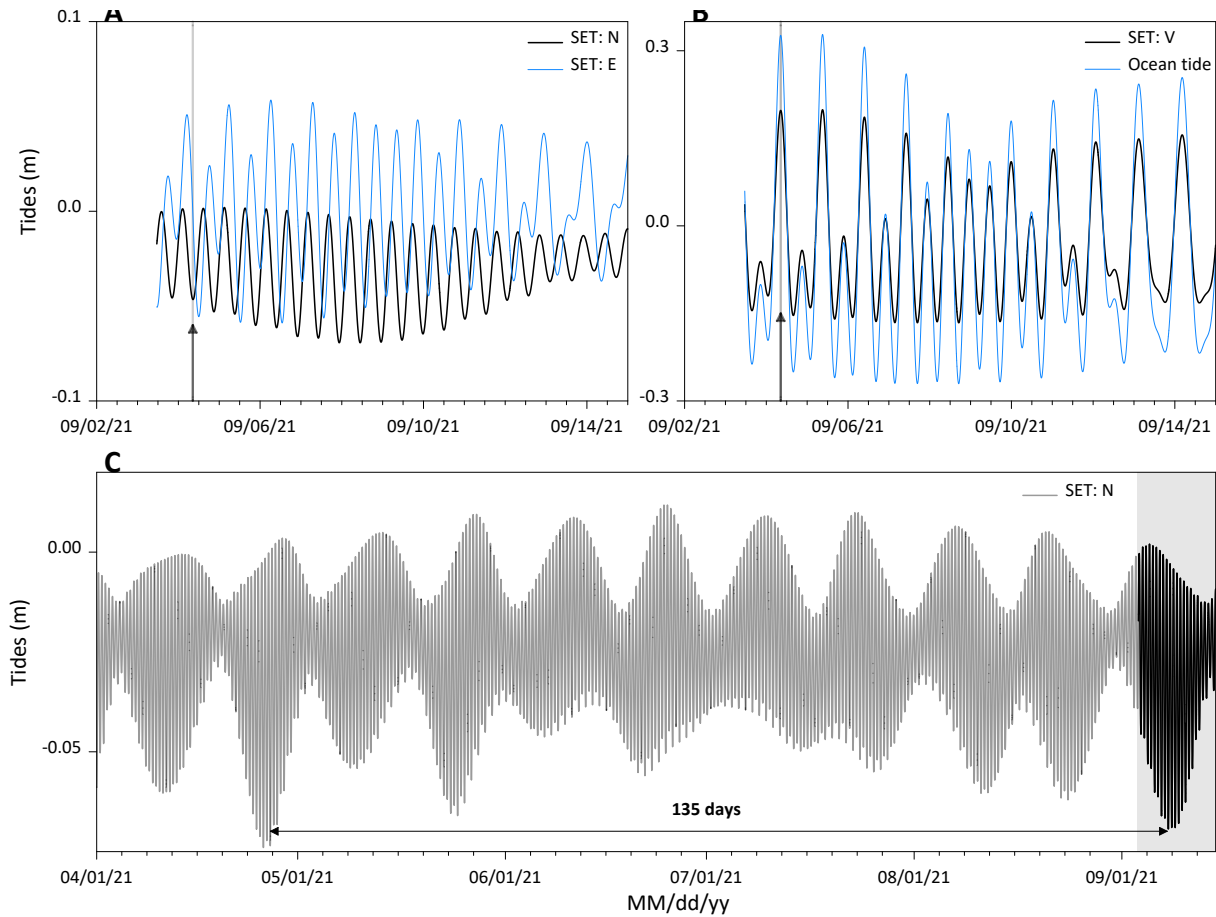 A
B
0.1
0.0
-0.1
Tides (m)
SET: N
SET: E
09/02/21
09/06/21
09/10/21
09/14/21
0.3
0.0
-0.3
SET: V
Ocean tide
09/02/21
09/06/21
09/10/21
09/14/21
C
SET: N
0.00
-0.05
Tides (m)
135 days
04/01/21
05/01/21
06/01/21
07/01/21
08/01/21
09/01/21
MM/dd/yy